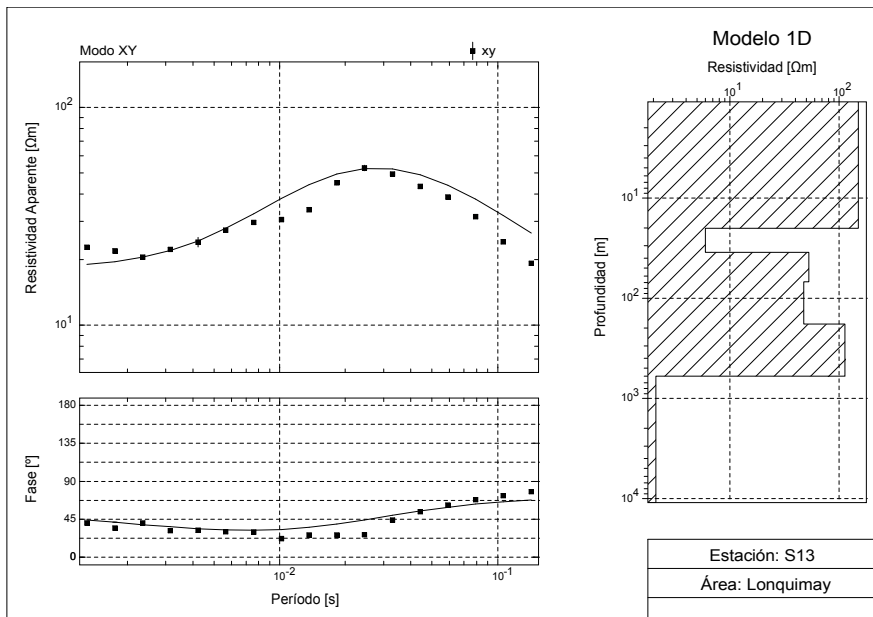 Modo XY
xy
Resistividad Aparente [Ωm]
10²
10¹
Fase [º]
180
135
90
45
0
10⁻²
10⁻¹
Período [s]
Modelo 1D
Resistividad [Ωm]
10¹
10²
Profundidad [m]
10¹
10²
10³
10⁴
Estación: S13
Área: Lonquimay